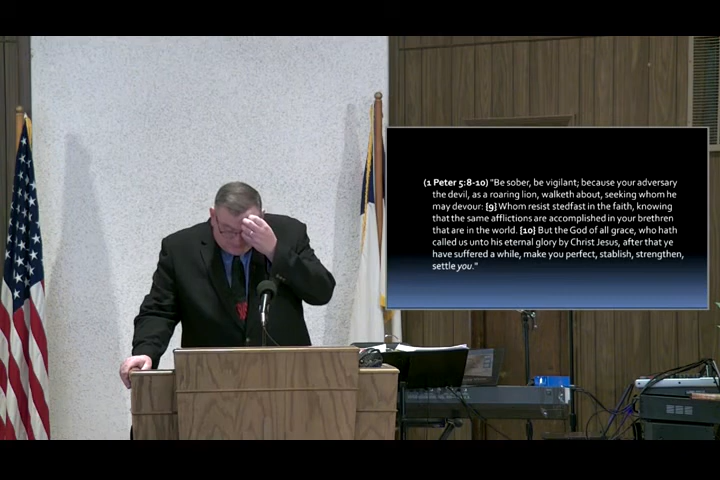 (1 Peter 5:8-10) "Be sober, be vigilant; because your adversary
the devil, as a roaring lion, walketh about, seeking whom he
may devour: [9] Whom resist stedfast in the faith, knowing
that the same afflictions are accomplished in your brethren
that are in the world. [10] But the God of all grace, who hath
called us unto his eternal glory by Christ Jesus, after that ye
have suffered a while, make you perfect, stablish, strengthen,
settle you."